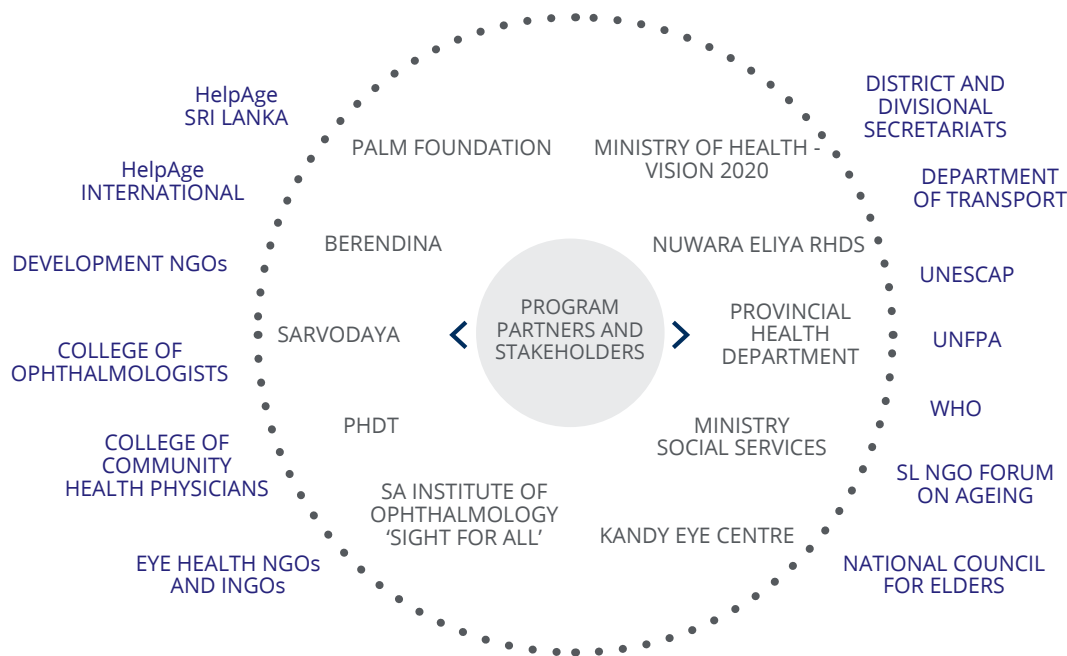 HelpAge
SRI LANKA
HelpAge
INTERNATIONAL
DEVELOPMENT NGOs
COLLEGE OF
OPHTHALMOLOGISTS
COLLEGE OF
COMMUNITY
HEALTH PHYSICIANS
EYE HEALTH NGOs
AND INGOs
PALM FOUNDATION
BERENDINA
SARVODAYA
PHDT
SA INSTITUTE OF
OPHTHALMOLOGY
‘SIGHT FOR ALL’
PROGRAM
PARTNERS AND
STAKEHOLDERS
MINISTRY OF HEALTH -
VISION 2020
NUWARA ELIYA RHDS
PROVINCIAL
HEALTH
DEPARTMENT
MINISTRY
SOCIAL SERVICES
KANDY EYE CENTRE
DISTRICT AND
DIVISIONAL
SECRETARIATS
DEPARTMENT
OF TRANSPORT
UNESCAP
UNFPA
WHO
SL NGO FORUM
ON AGEING
NATIONAL COUNCIL
FOR ELDERS